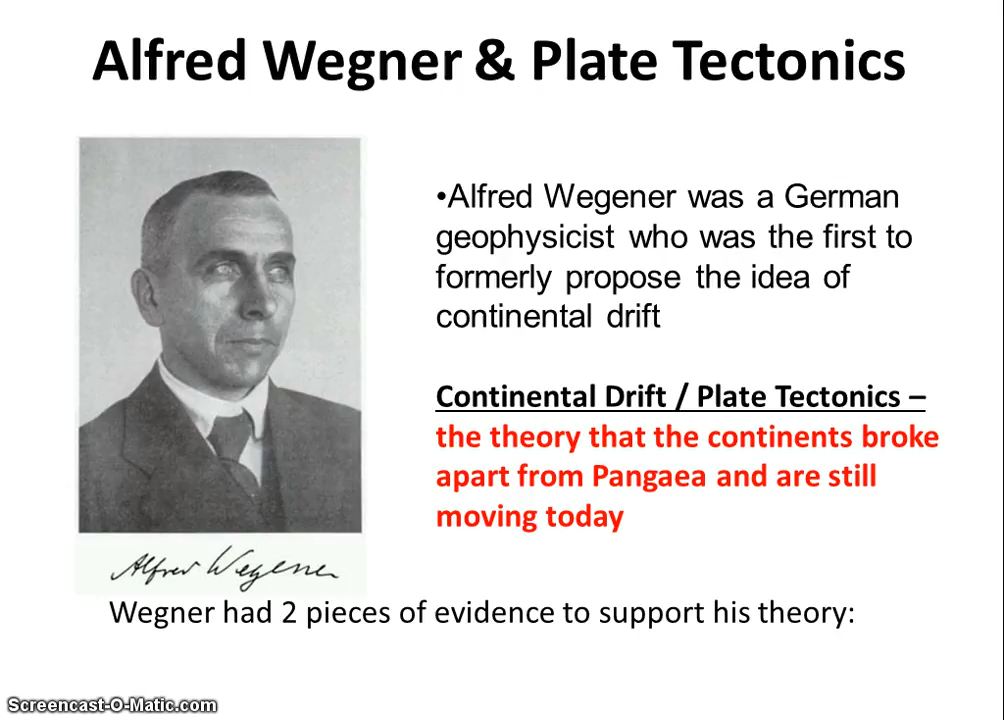 Alfred Wegner & Plate Tectonics
•Alfred Wegener was a German
geophysicist who was the first to
formerly propose the idea of
continental drift
Continental Drift / Plate Tectonics –
the theory that the continents broke
apart from Pangaea and are still
moving today
Alfred Wegener
Wegner had 2 pieces of evidence to support his theory:
Screencast-O-Matic.com